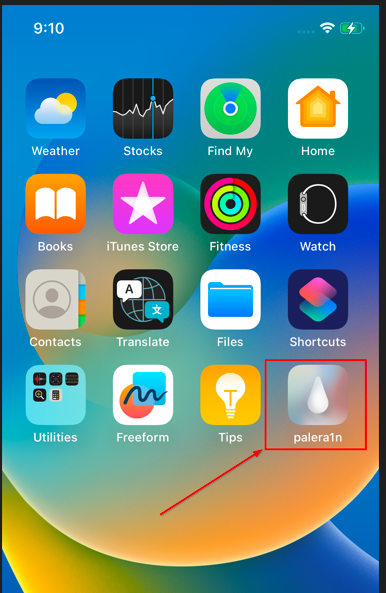 9:10
Weather Stocks Find My Home
Books iTunes Store Fitness Watch
A
文
Contacts Translate Files Shortcuts
Utilities Freeform Tips palera1n